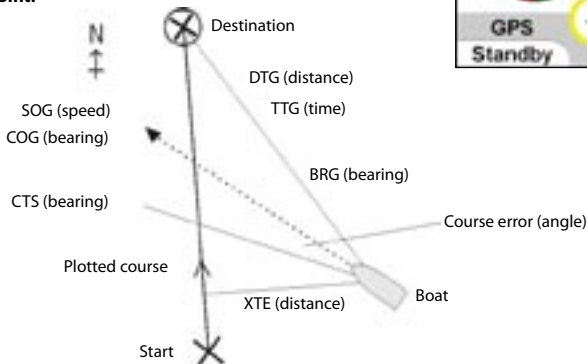 N
Destination
GPS
Standby
DTG (distance)
TTG (time)
SOG (speed)
COG (bearing)
BRG (bearing)
CTS (bearing)
Course error (angle)
Plotted course
Boat
XTE (distance)
Start